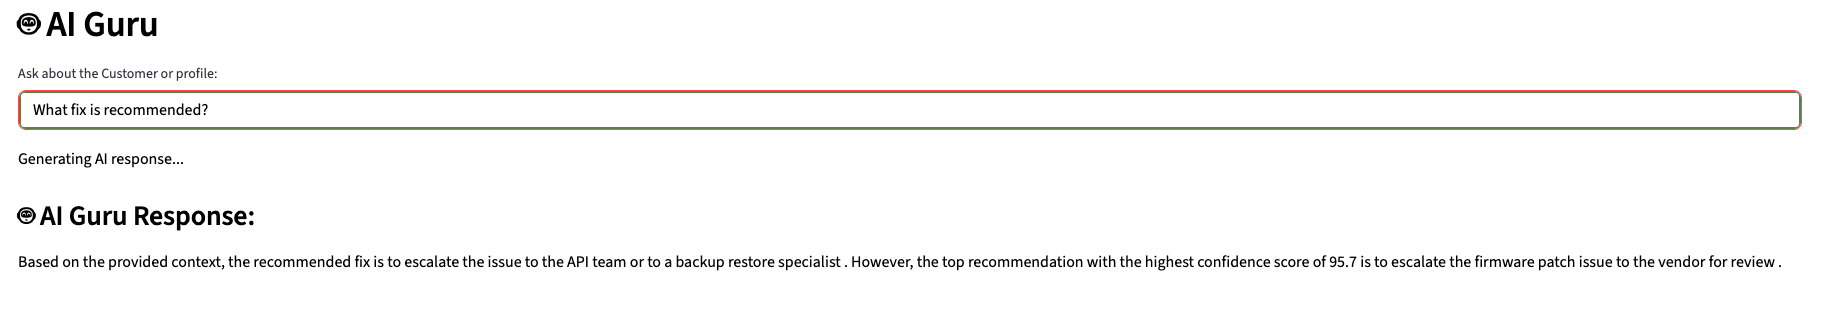 AI Guru
Ask about the Customer or profile:
What fix is recommended?
Generating AI response...
AI Guru Response:
Based on the provided context, the recommended fix is to escalate the issue to the API team or to a backup restore specialist . However, the top recommendation with the highest confidence score of 95.7 is to escalate the firmware patch issue to the vendor for review .